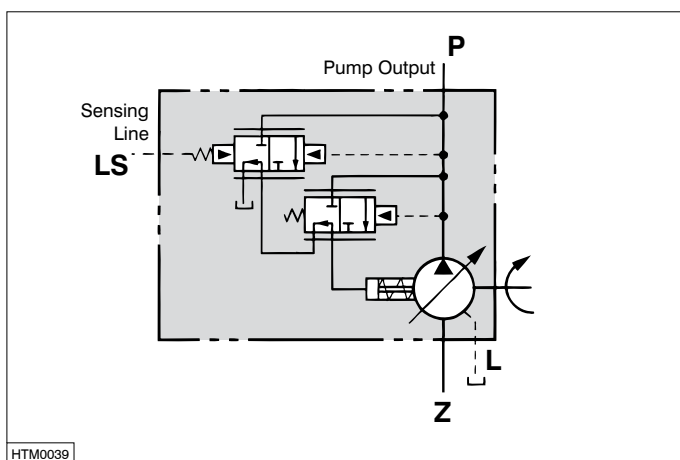 P
Pump Output
Sensing
Line
LS
L
Z
HTM0039